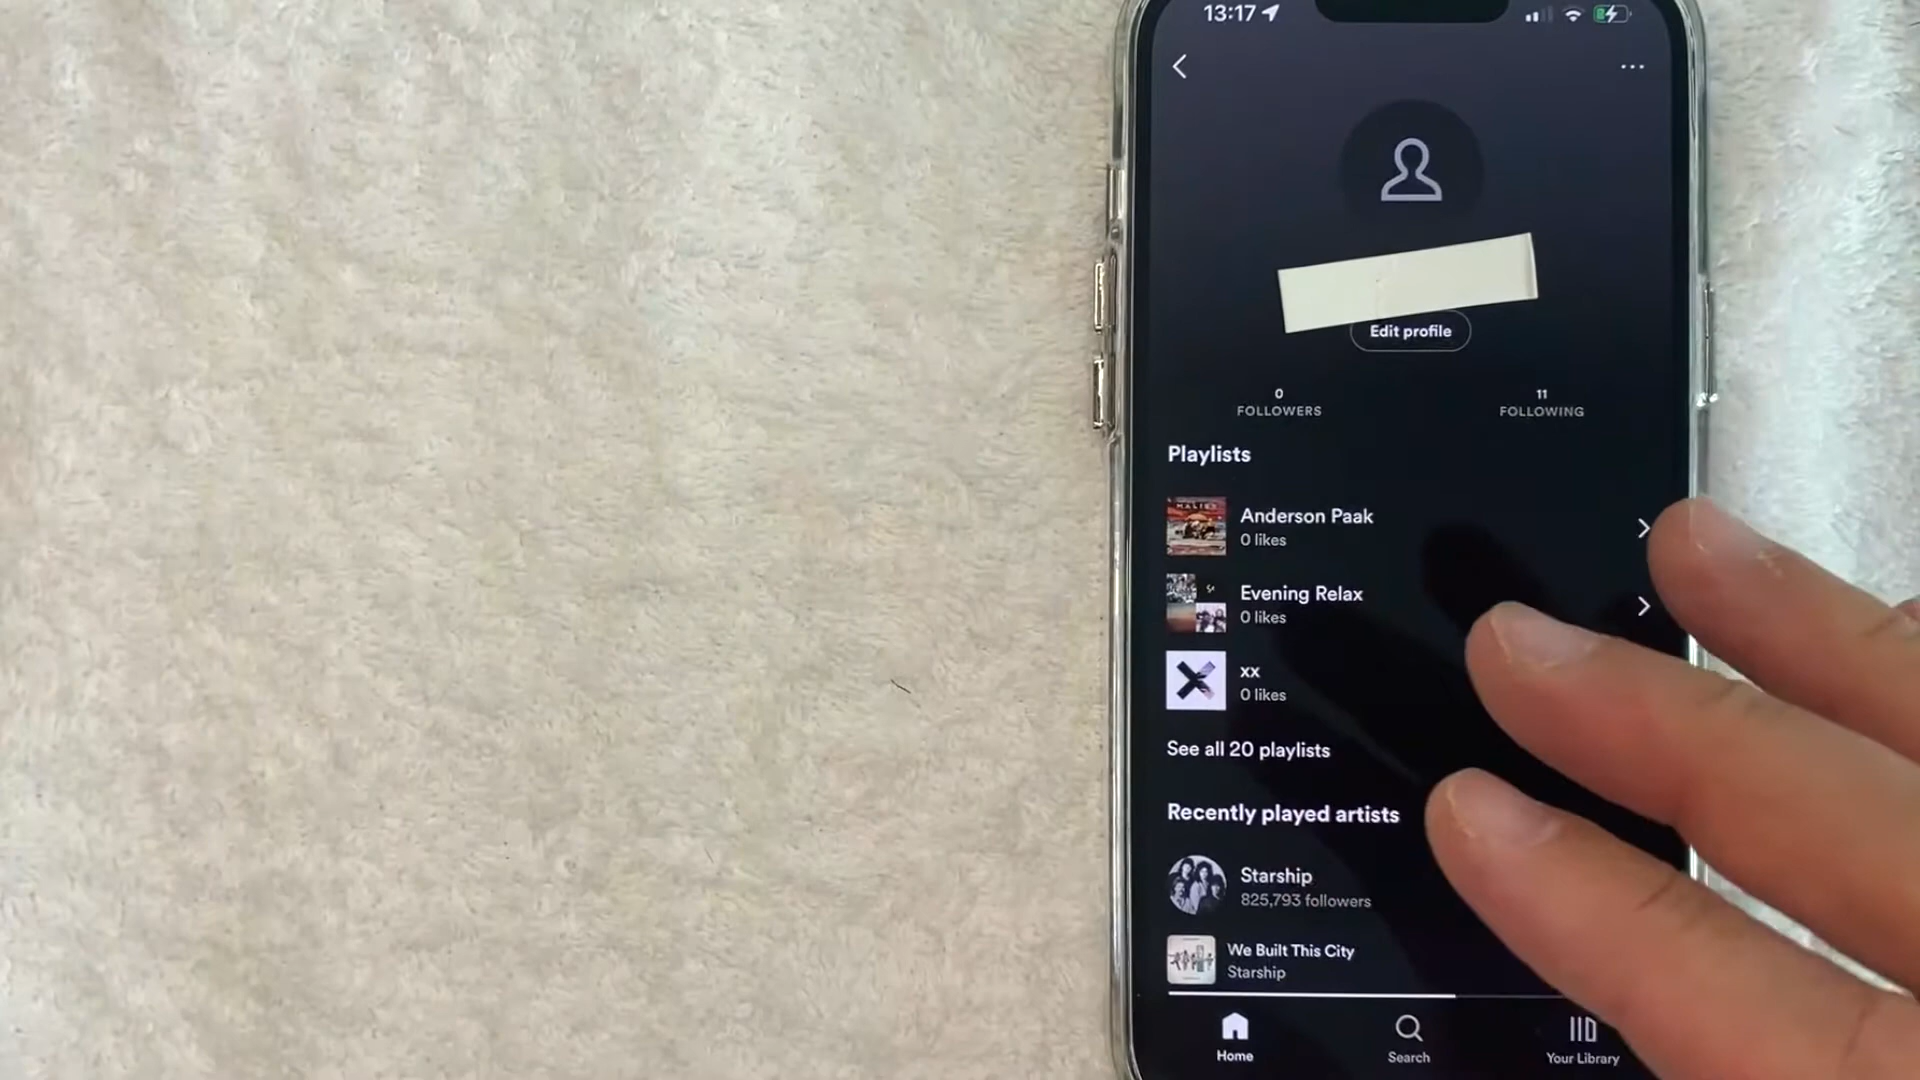 13:17
Edit profile
0
FOLLOWERS
11
FOLLOWING
Playlists
MALIBU
Anderson Paak
0 likes
Evening Relax
0 likes
xx
0 likes
See all 20 playlists
Recently played artists
Starship
825,793 followers
We Built This City
Starship
Home
Search
Your Library